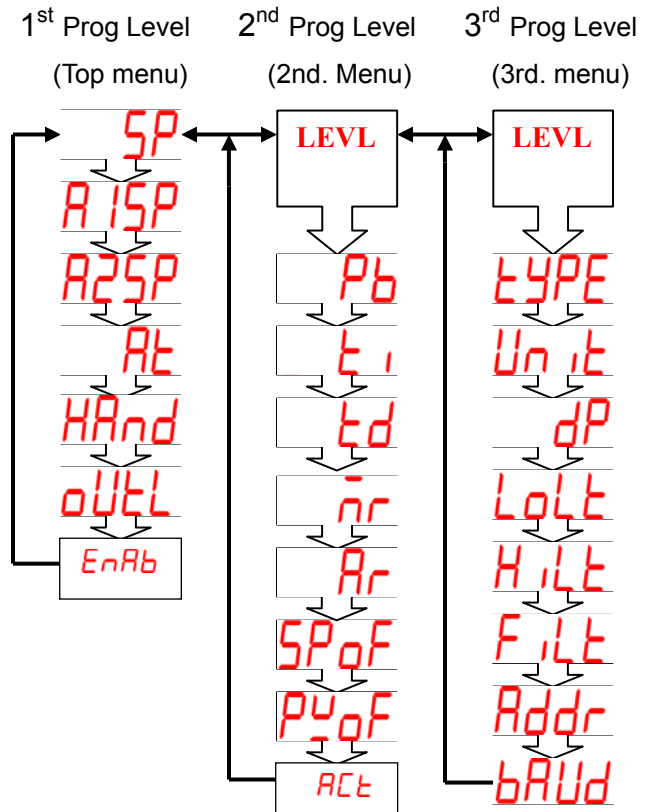 1st Prog Level
(Top menu)
SP
A1SP
A2SP
At
HAnd
oUtL
EnAb
2nd Prog Level
(2nd. Menu)
LEVL
Pb
ti
td
n̄r
Ar
SPoF
PVoF
ACt
3rd Prog Level
(3rd. menu)
LEVL
tYPE
Unit
dP
LoLt
HiLt
FiLt
Addr
bAUd